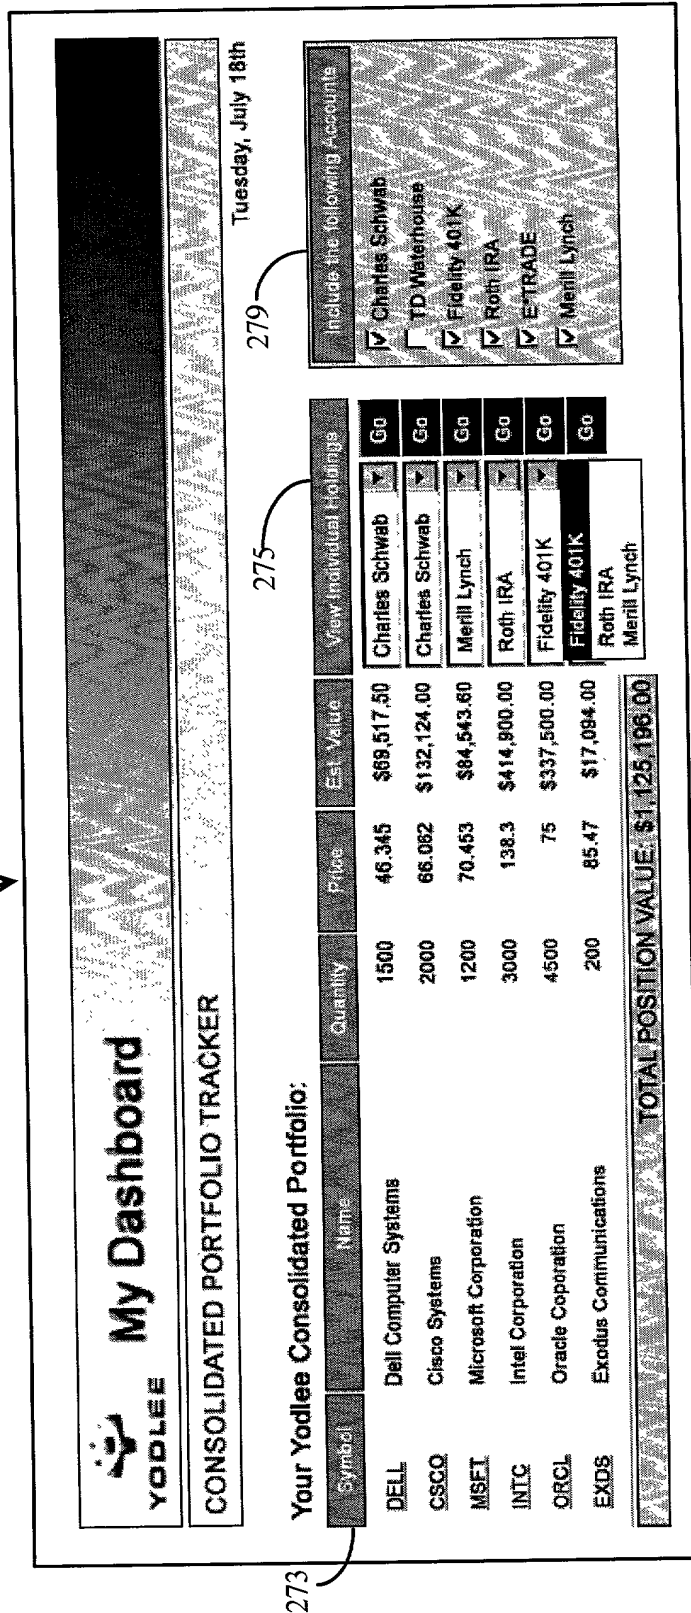 YODLEE My Dashboard
CONSOLIDATED PORTFOLIO TRACKER
Tuesday, July 18th
Your Yodlee Consolidated Portfolio:
273
275
279
Symbol Name Quantity Price Est Value View Individual Holdings
DELL Dell Computer Systems 1500 46.345 $69,517.50 Charles Schwab Go
CSCO Cisco Systems 2000 66.062 $132,124.00 Charles Schwab Go
MSFT Microsoft Corporation 1200 70.453 $84,543.60 Merill Lynch Go
INTC Intel Corporation 3000 138.3 $414,900.00 Roth IRA Go
ORCL Oracle Coporation 4500 75 $337,500.00 Fidelity 401K Go
EXDS Exodus Communications 200 85.47 $17,094.00 Fidelity 401K Go
Roth IRA
Merill Lynch
TOTAL POSITION VALUE: $1,125,196.00
Include the following Accounts
Charles Schwab
TD Waterhouse
Fidelity 401K
Roth IRA
E*TRADE
Merill Lynch